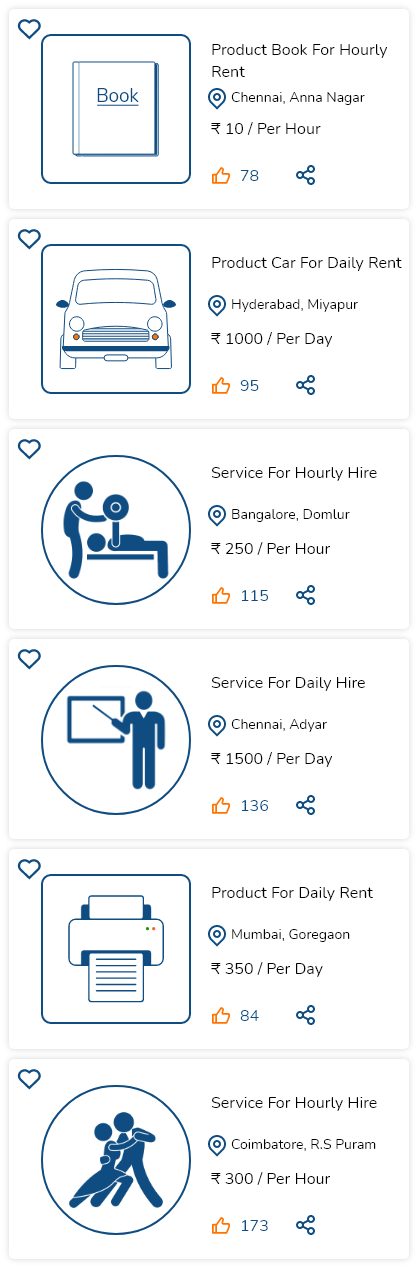 Book
Product Book For Hourly
Rent
Chennai, Anna Nagar
₹ 10 / Per Hour
78
Product Car For Daily Rent
Hyderabad, Miyapur
₹ 1000 / Per Day
95
Service For Hourly Hire
Bangalore, Domlur
₹ 250 / Per Hour
115
Service For Daily Hire
Chennai, Adyar
₹ 1500 / Per Day
136
Product For Daily Rent
Mumbai, Goregaon
₹ 350 / Per Day
84
Service For Hourly Hire
Coimbatore, R.S Puram
₹ 300 / Per Hour
173